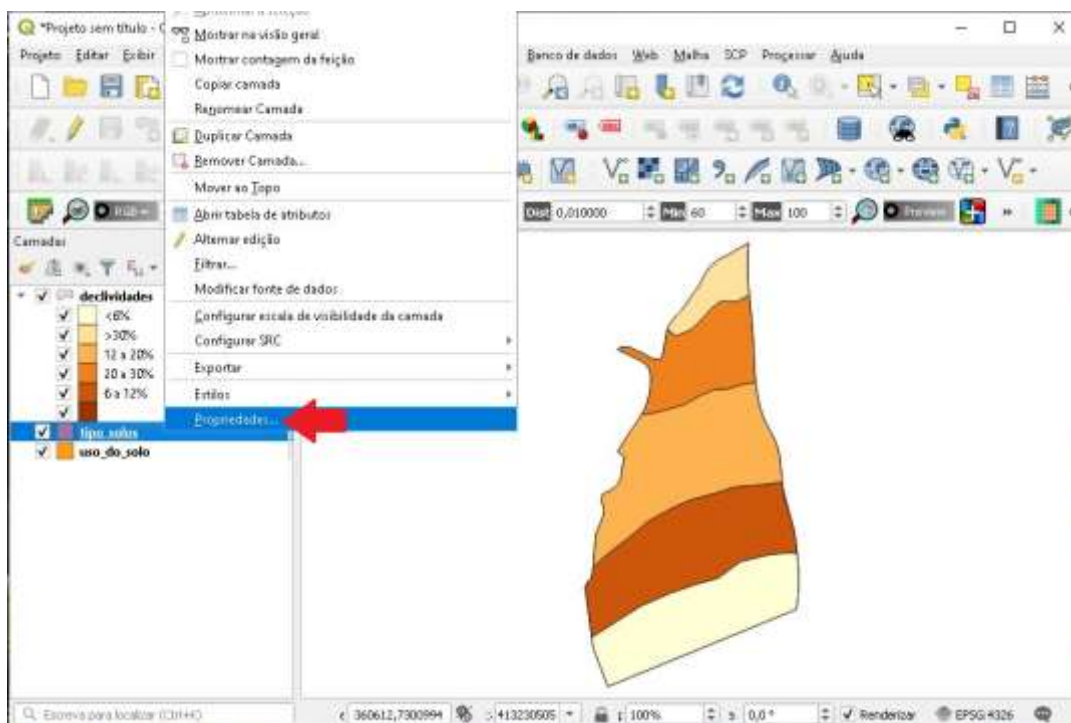 *Projeto sem título - Q
Projeto Editar Exibir
Mostrar na visão geral
Mostrar contagem da feição
Copiar camada
Renomear Camada
Duplicar Camada
Remover Camada...
Mover ao Topo
Abrir tabela de atributos
Alternar edição
Filtrar...
Modificar fonte de dados
Configurar escala de visibilidade da camada
Configurar SRC
Exportar
Estilos
Propriedades...
Banco de dados Web Malha SCP Processar Ajuda
RGB =
Dist 0,010000 Min 60 Max 100 Preview
Camadas
declividades
<6%
>30%
12 a 20%
20 a 30%
6 a 12%
tipo_solos
uso_do_solo
Escreva para localizar (Ctrl+K)
360612,7300994 :413230505 100% 0,0 ° Renderizar EPSG:4326